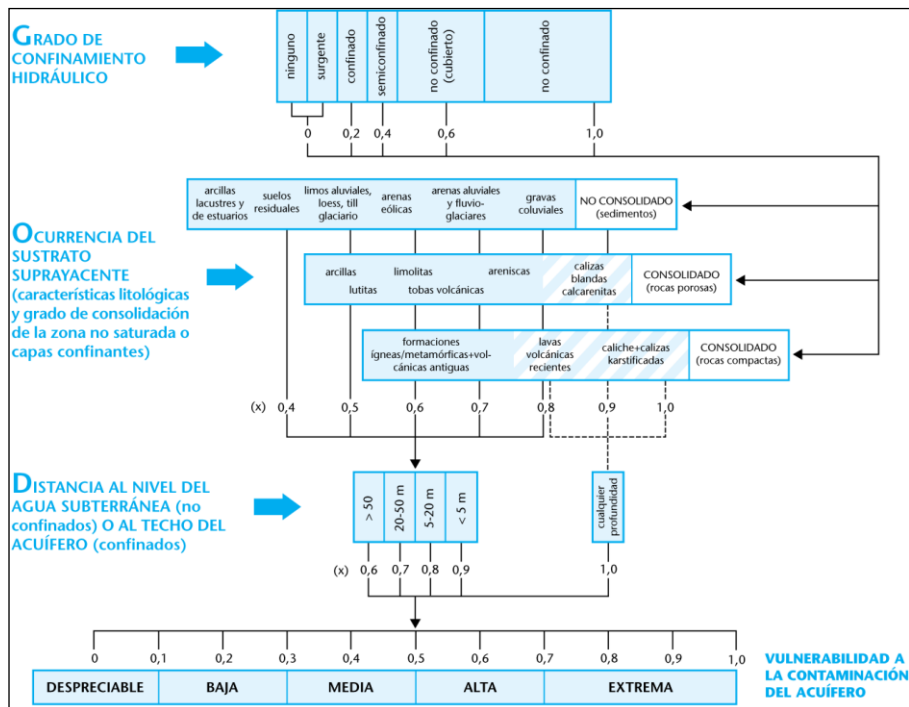 GRADO DE
CONFINAMIENTO
HIDRÁULICO
ninguno
surgente
confinado
semiconfinado
no confinado
(cubierto)
no confinado
0
0,2
0,4
0,6
1,0
OCURRENCIA DEL
SUSTRATO
SUPRAYACENTE
(características litológicas
y grado de consolidación
de la zona no saturada o
capas confinantes)
arcillas
lacustres y
de estuarios
suelos
residuales
limos aluviales,
loess, till
glaciario
arenas
eólicas
arenas aluviales
y fluvio-
glaciares
gravas
coluviales
NO CONSOLIDADO
(sedimentos)
arcillas
lutitas
limolitas
tobas volcánicas
areniscas
calizas
blandas
calcarenitas
CONSOLIDADO
(rocas porosas)
formaciones
ígneas/metamórficas+vol-
cánicas antiguas
lavas
volcánicas
recientes
caliche+calizas
karstificadas
CONSOLIDADO
(rocas compactas)
(x) 0,4 0,5 0,6 0,7 0,8 0,9 1,0
DISTANCIA AL NIVEL DEL
AGUA SUBTERRÁNEA (no
confinados) O AL TECHO DEL
ACUÍFERO (confinados)
> 50
20-50 m
5-20 m
< 5 m
cualquier
profundidad
(x) 0,6 0,7 0,8 0,9 1,0
0 0,1 0,2 0,3 0,4 0,5 0,6 0,7 0,8 0,9 1,0
DESPRECIABLE BAJA MEDIA ALTA EXTREMA
VULNERABILIDAD A
LA CONTAMINACIÓN
DEL ACUÍFERO